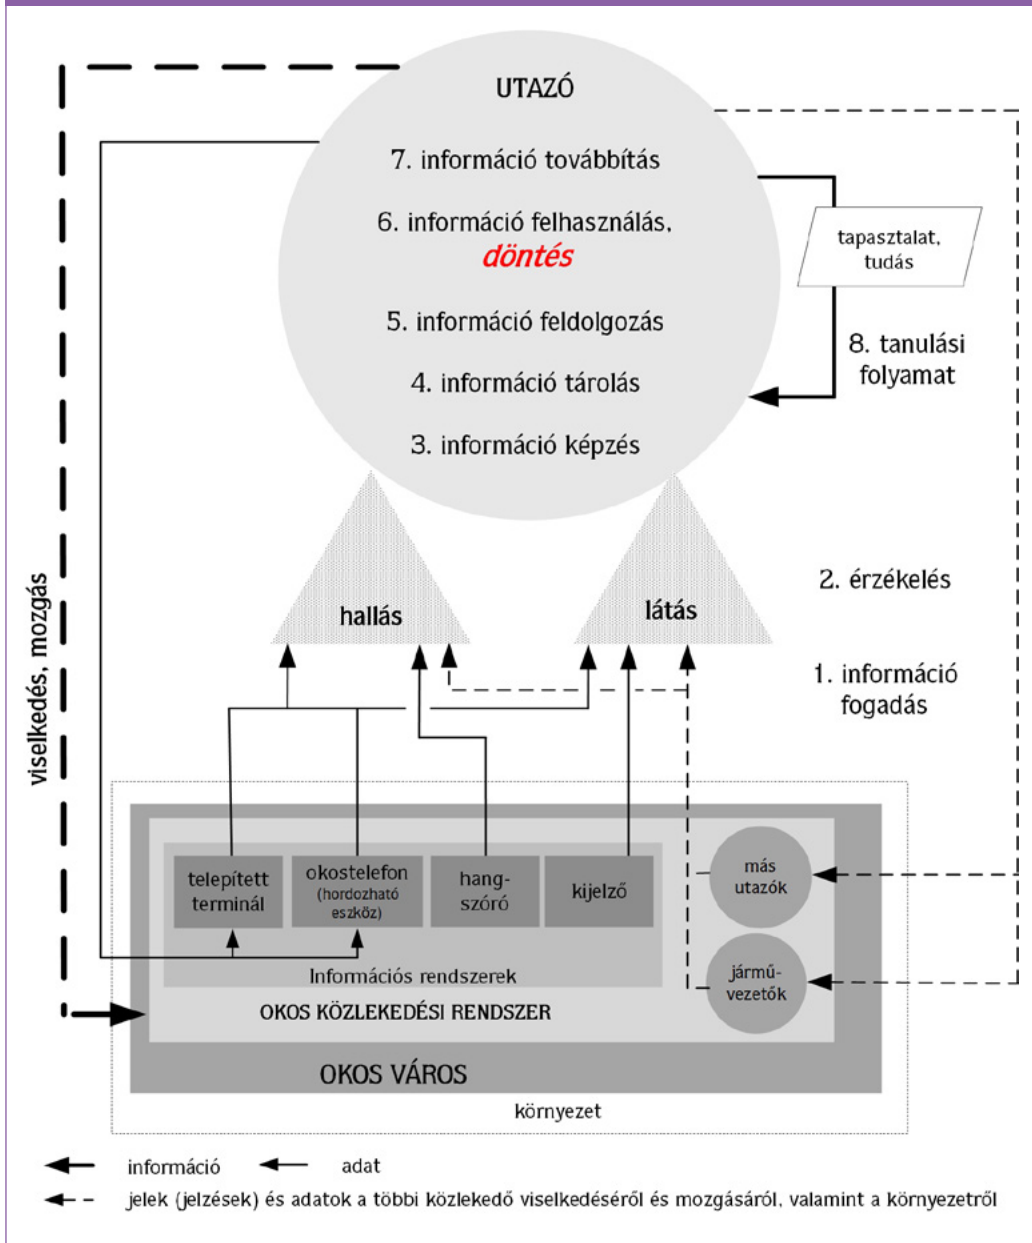 UTAZÓ
7. információ továbbítás
6. információ felhasználás,
döntés
5. információ feldolgozás
4. információ tárolás
3. információ képzés
tapasztalat,
tudás
8. tanulási
folyamat
hallás
látás
2. érzékelés
1. információ
fogadás
viselkedés, mozgás
telepített
terminál
okostelefon
(hordozható
eszköz)
hang-
szóró
kijelző
más
utazók
jármű-
vezetők
Információs rendszerek
OKOS KÖZLEKEDÉSI RENDSZER
OKOS VÁROS
környezet
információ
adat
jelek (jelzések) és adatok a többi közlekedő viselkedéséről és mozgásáról, valamint a környezetről